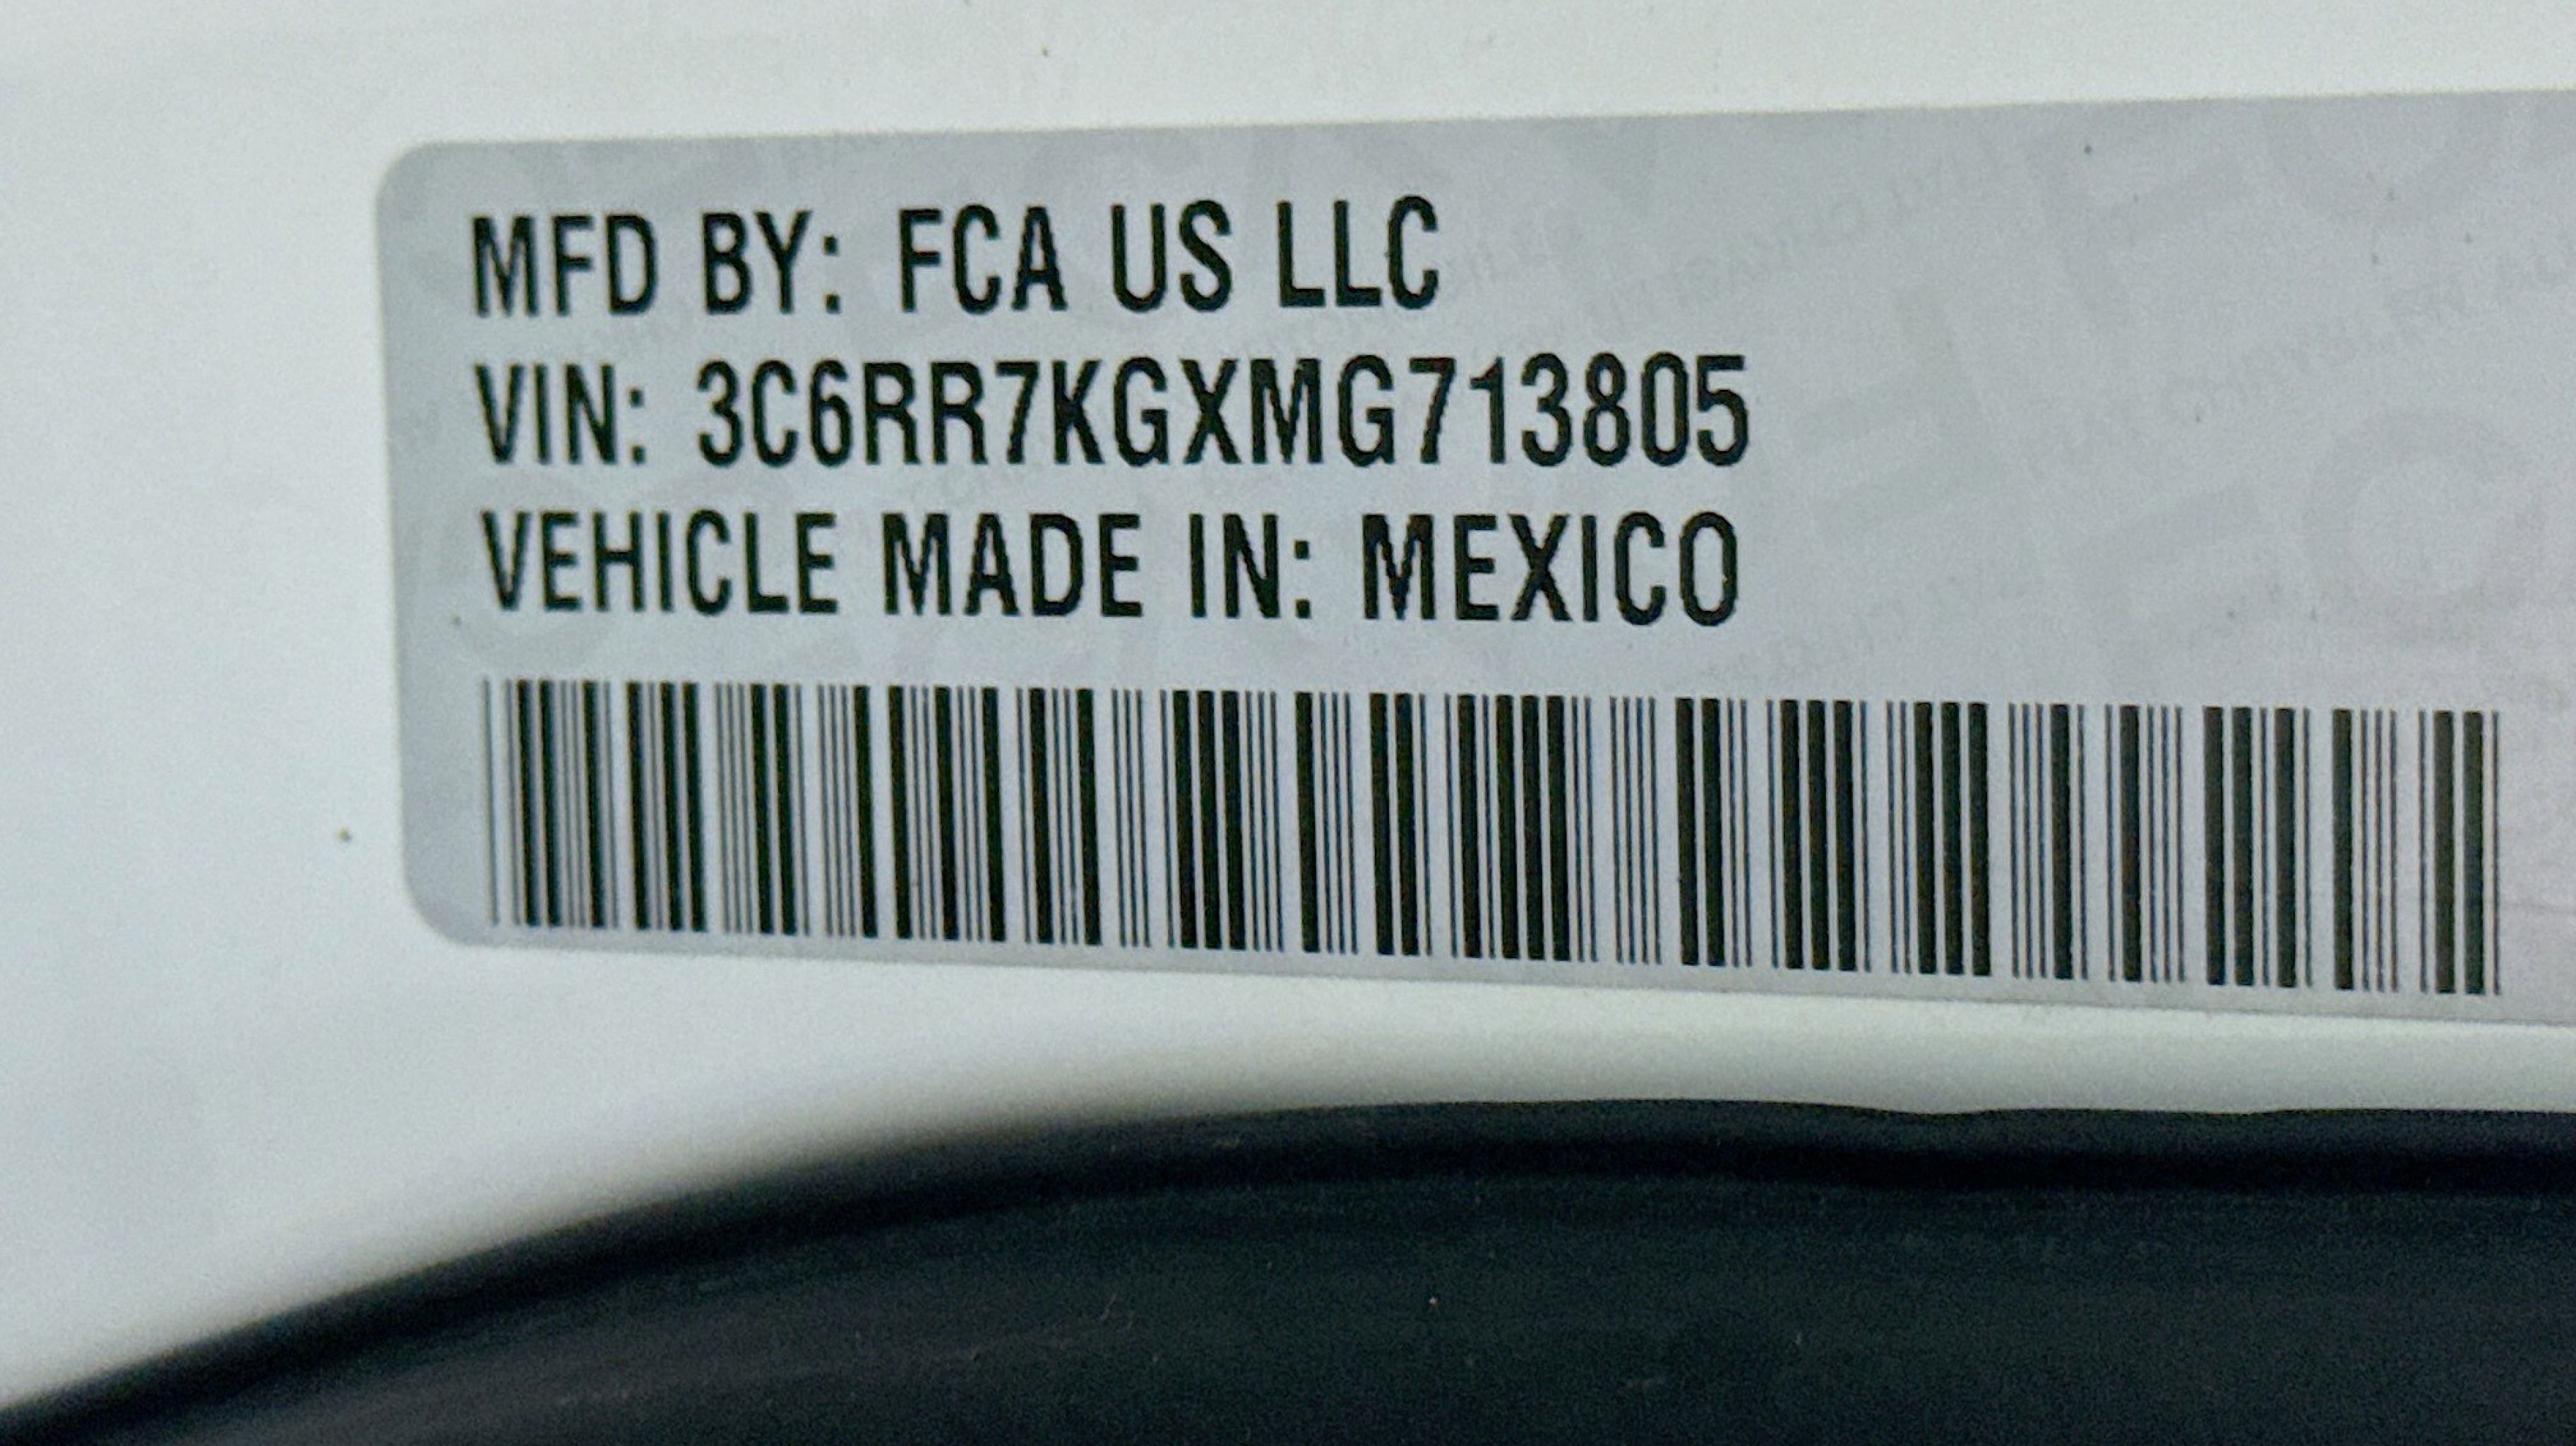 MFD BY: FCA US LLC
VIN: 3C6RR7KGXMG713805
VEHICLE MADE IN: MEXICO